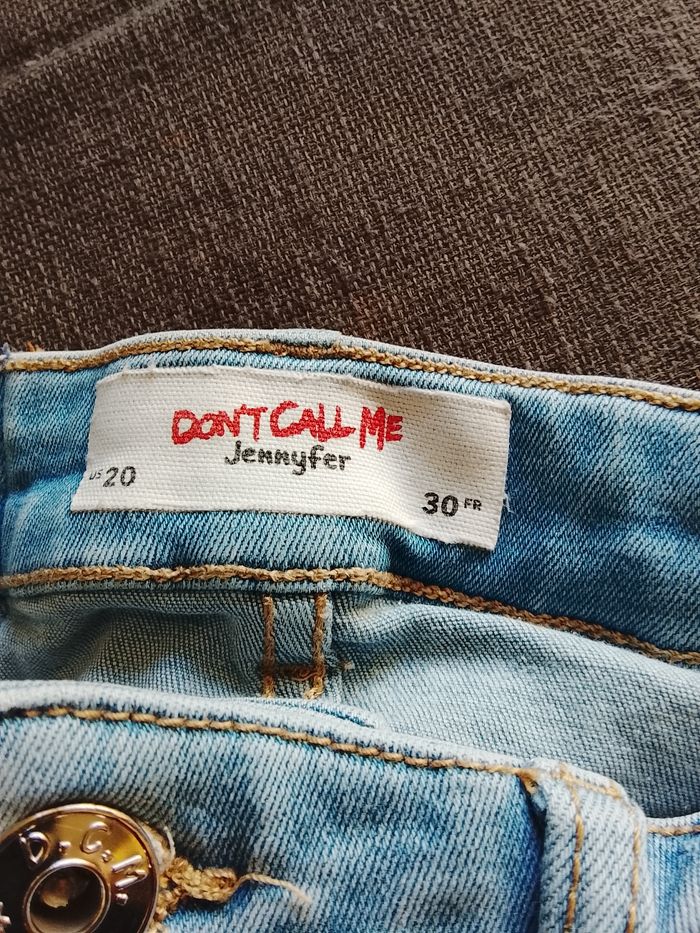 DON'T CALL ME
Jennyfer
US 20
30 FR
D.C.M.